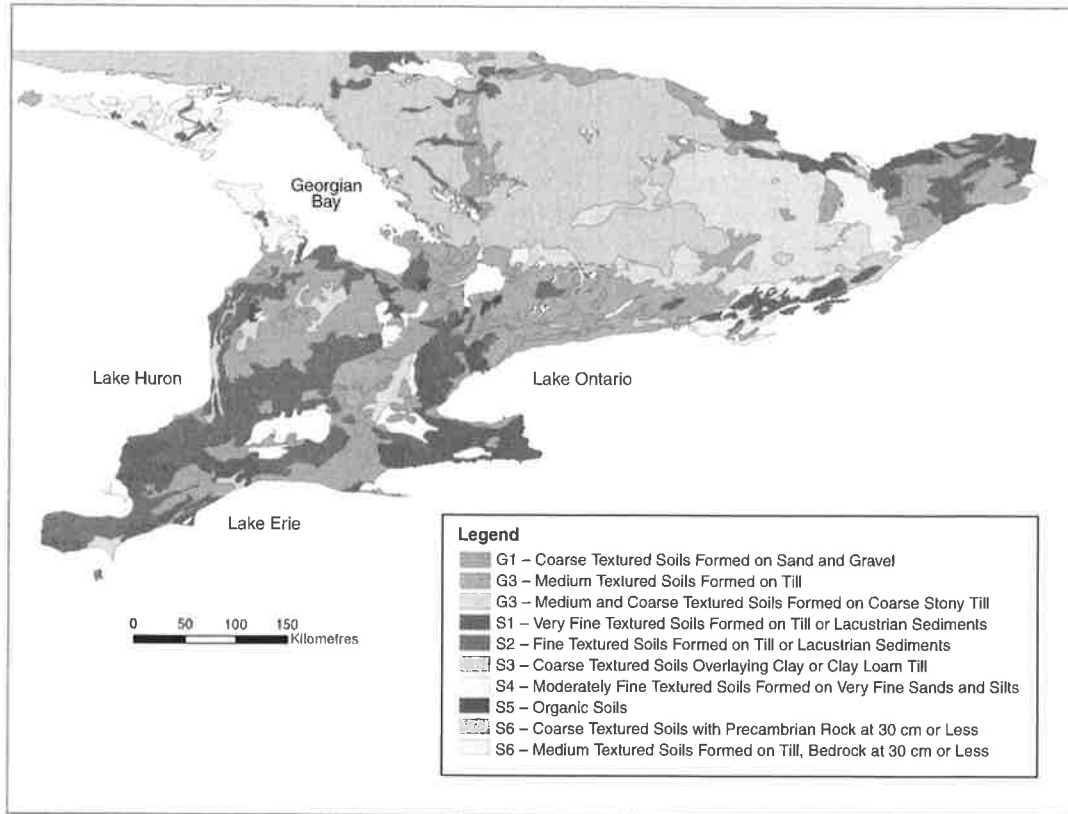 Georgian
Bay
Lake Huron
Lake Ontario
Lake Erie
Legend
G1 – Coarse Textured Soils Formed on Sand and Gravel
G3 – Medium Textured Soils Formed on Till
G3 – Medium and Coarse Textured Soils Formed on Coarse Stony Till
S1 – Very Fine Textured Soils Formed on Till or Lacustrian Sediments
S2 – Fine Textured Soils Formed on Till or Lacustrian Sediments
S3 – Coarse Textured Soils Overlaying Clay or Clay Loam Till
S4 – Moderately Fine Textured Soils Formed on Very Fine Sands and Silts
S5 – Organic Soils
S6 – Coarse Textured Soils with Precambrian Rock at 30 cm or Less
S6 – Medium Textured Soils Formed on Till, Bedrock at 30 cm or Less
0 50 100 150
Kilometres